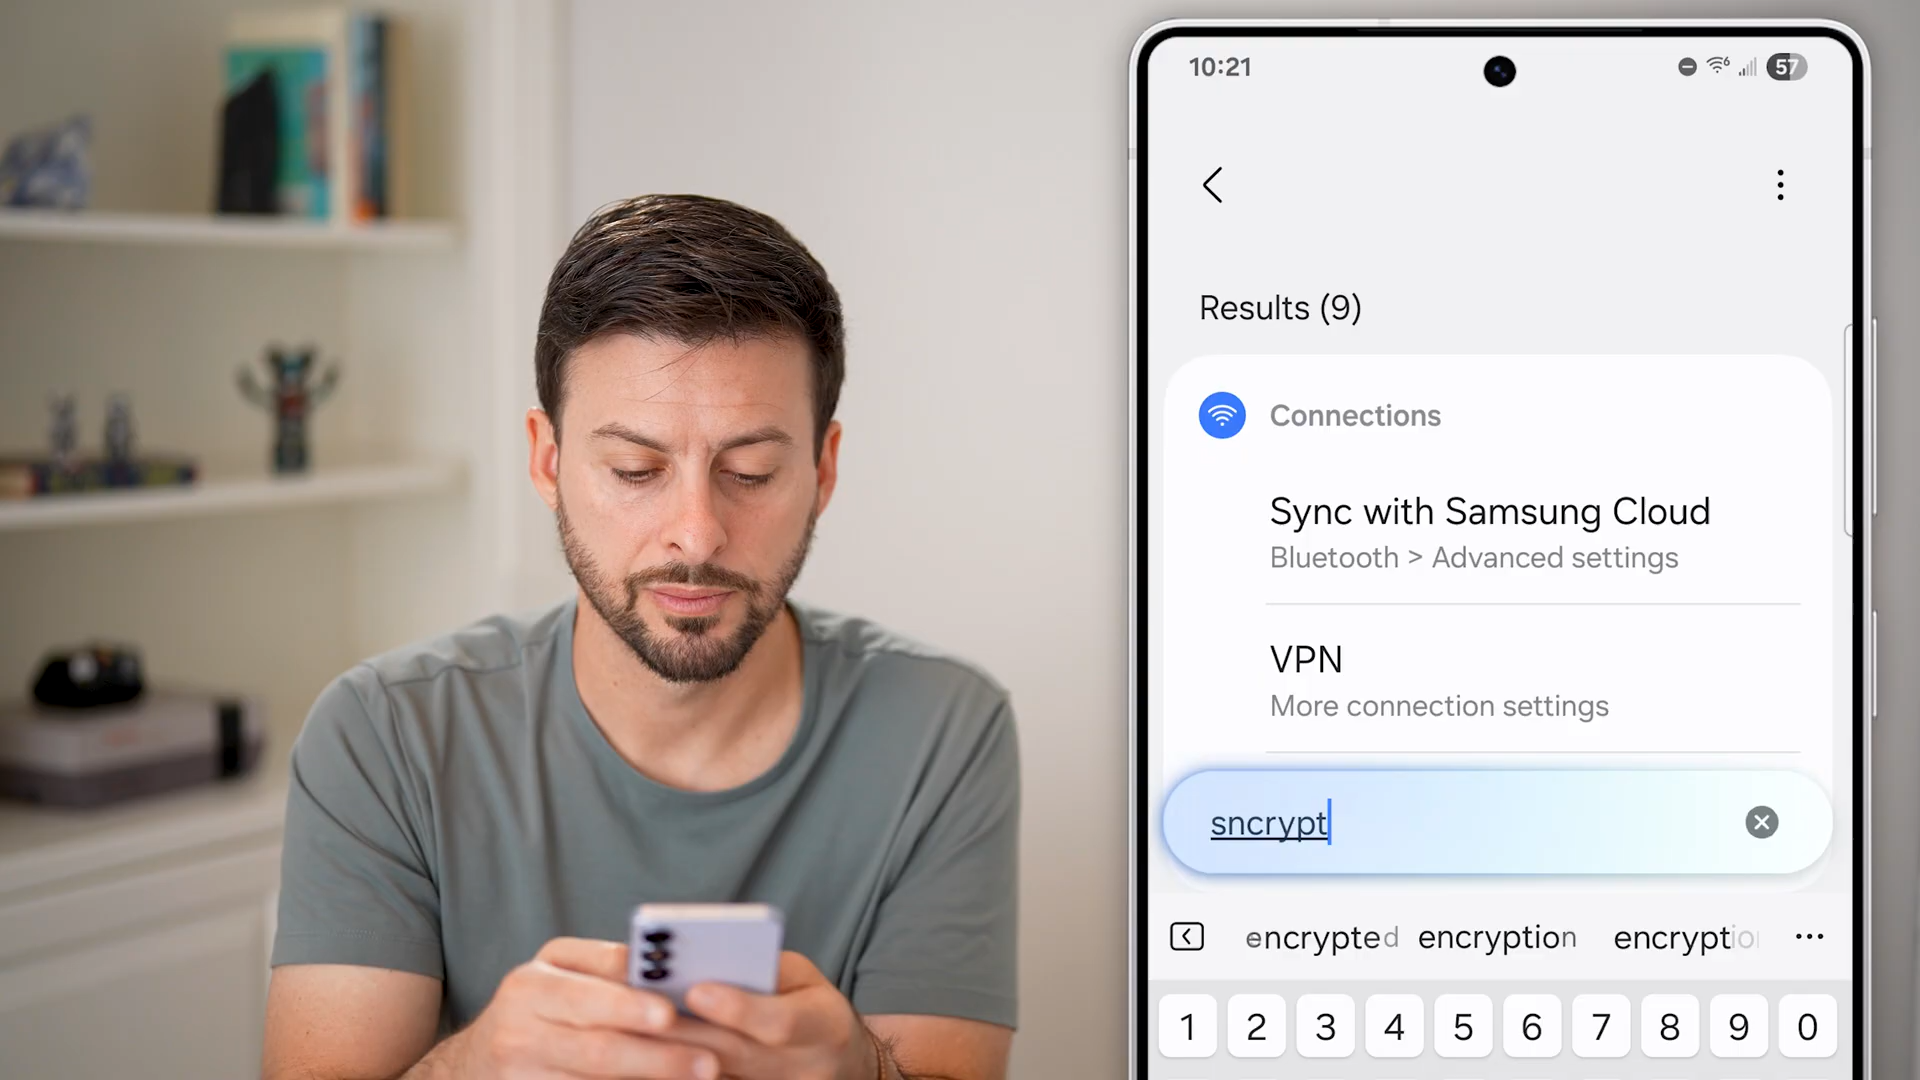 10:21
57
Results (9)
Connections
Sync with Samsung Cloud
Bluetooth > Advanced settings
VPN
More connection settings
sncrypt
encrypted encryption encryptio
1 2 3 4 5 6 7 8 9 0